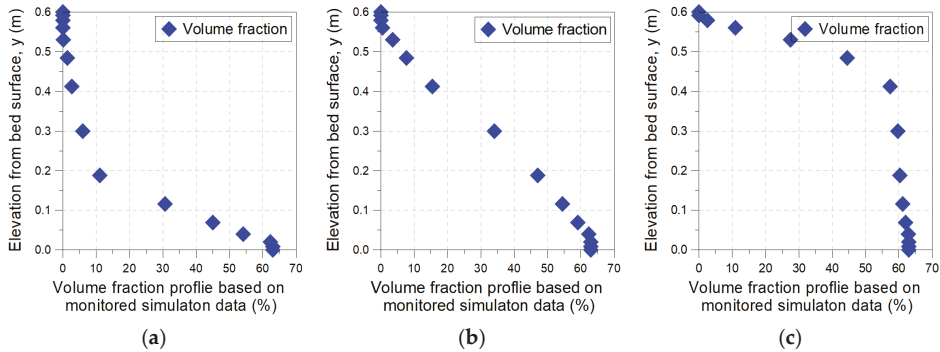 Elevation from bed surface, y (m)
0.6
0.5
0.4
0.3
0.2
0.1
0.0
Volume fraction
0 10 20 30 40 50 60 70
Volume fraction proflie based on
monitored simulaton data (%)
(a)
Elevation from bed surface, y (m)
0.6
0.5
0.4
0.3
0.2
0.1
0.0
Volume fraction
0 10 20 30 40 50 60 70
Volume fraction proflie based on
monitored simulaton data (%)
(b)
Elevation from bed surface, y (m)
0.6
0.5
0.4
0.3
0.2
0.1
0.0
Volume fraction
0 10 20 30 40 50 60 70
Volume fraction proflie based on
monitored simulaton data (%)
(c)